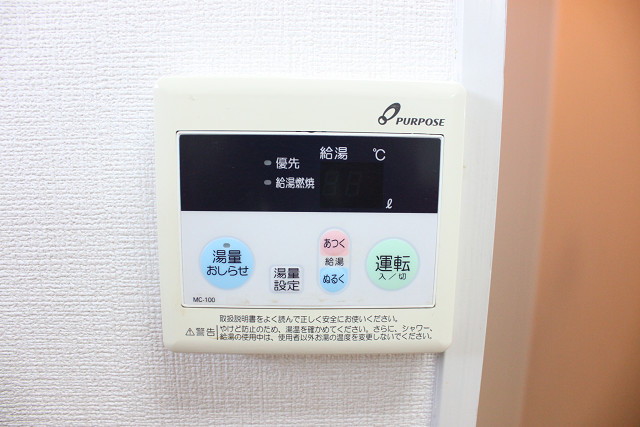 PURPOSE
給湯 ℃
優先
給湯燃焼
ℓ
湯量
おしらせ
湯量
設定
あつく
給湯
ぬるく
運転
入／切
MC-100
取扱説明書をよく読んで正しく安全にお使いください。
⚠警告
やけど防止のため、湯温を確かめてください。さらに、シャワー、
給湯の使用中は、使用者以外お湯の温度を変更しないでください。